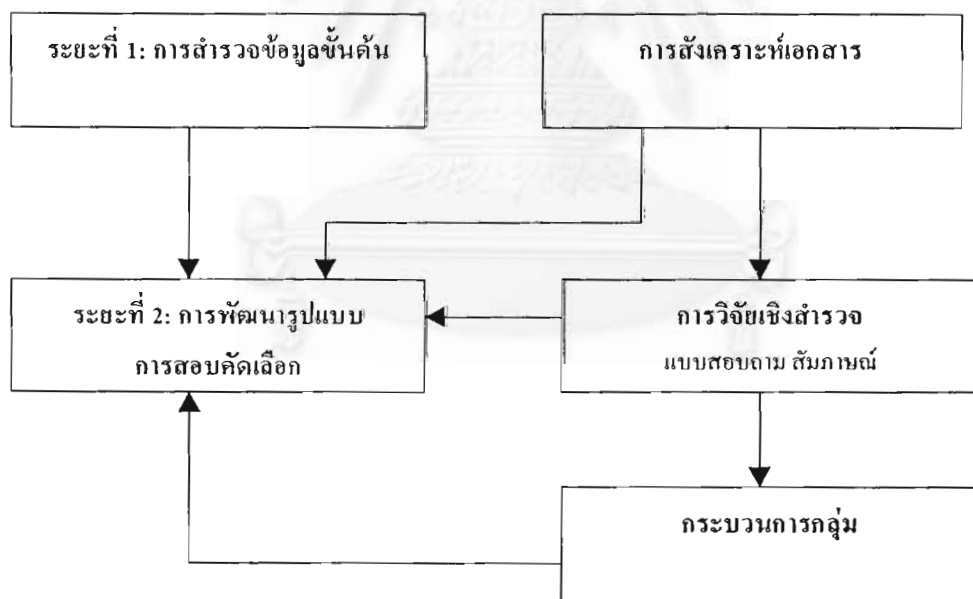 ระยะที่ 1: การสำรวจข้อมูลขั้นต้น
การสังเคราะห์เอกสาร
ระยะที่ 2: การพัฒนารูปแบบ
การสอบคัดเลือก
การวิจัยเชิงสำรวจ
แบบสอบถาม สัมภาษณ์
กระบวนการกลุ่ม